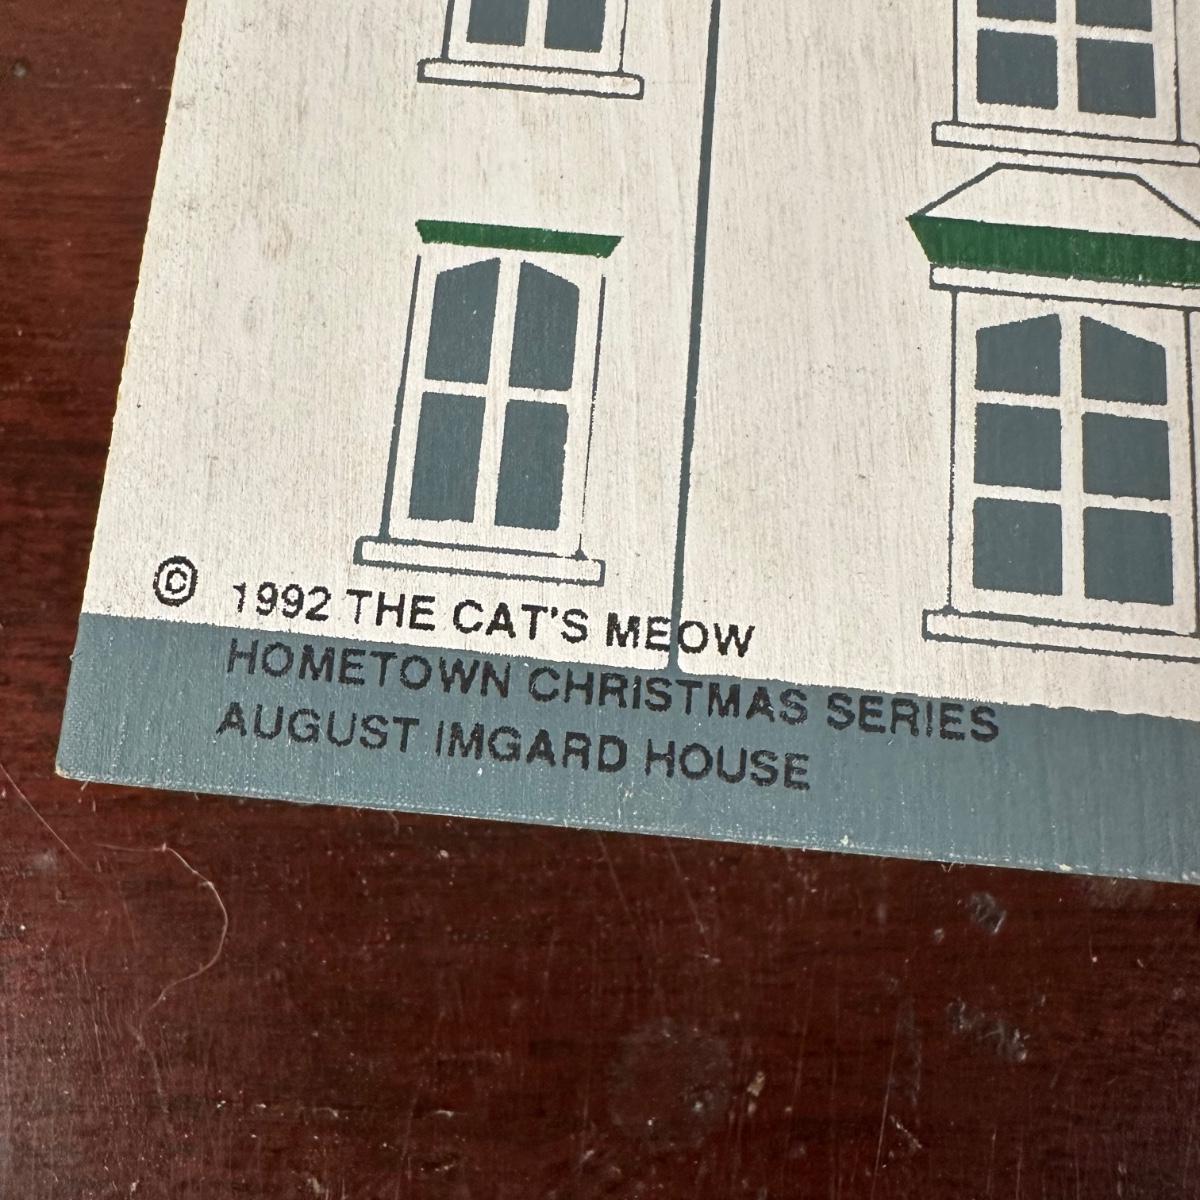 © 1992 THE CAT'S MEOW
HOMETOWN CHRISTMAS SERIES
AUGUST IMGARD HOUSE